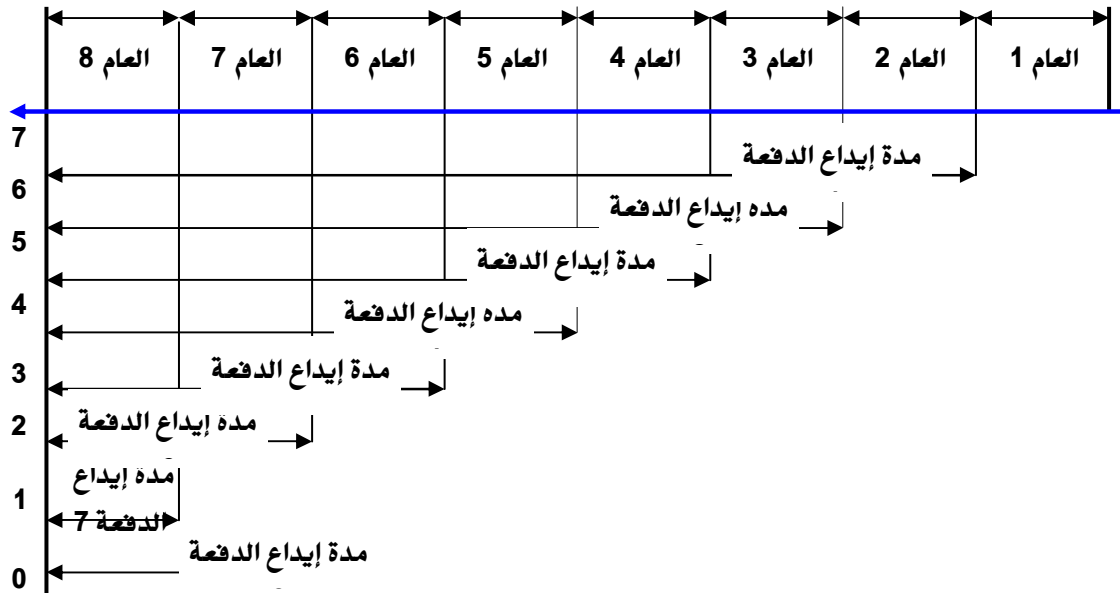 العام 1 العام 2 العام 3 العام 4 العام 5 العام 6 العام 7 العام 8
7
مدة إيداع الدفعة
6
مده إيداع الدفعة
5
مدة إيداع الدفعة
4
مده إيداع الدفعة
3
مدة إيداع الدفعة
2
مدة إيداع الدفعة
مدة إيداع
1
الدفعة 7
مدة إيداع الدفعة
0